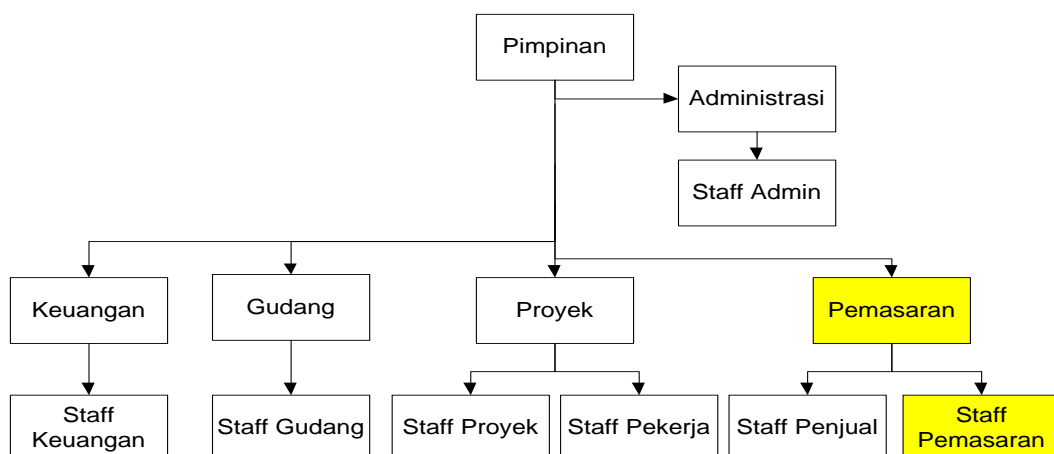 Pimpinan
Administrasi
Staff Admin
Keuangan
Gudang
Proyek
Pemasaran
Staff
Keuangan
Staff Gudang
Staff Proyek
Staff Pekerja
Staff Penjual
Staff
Pemasaran